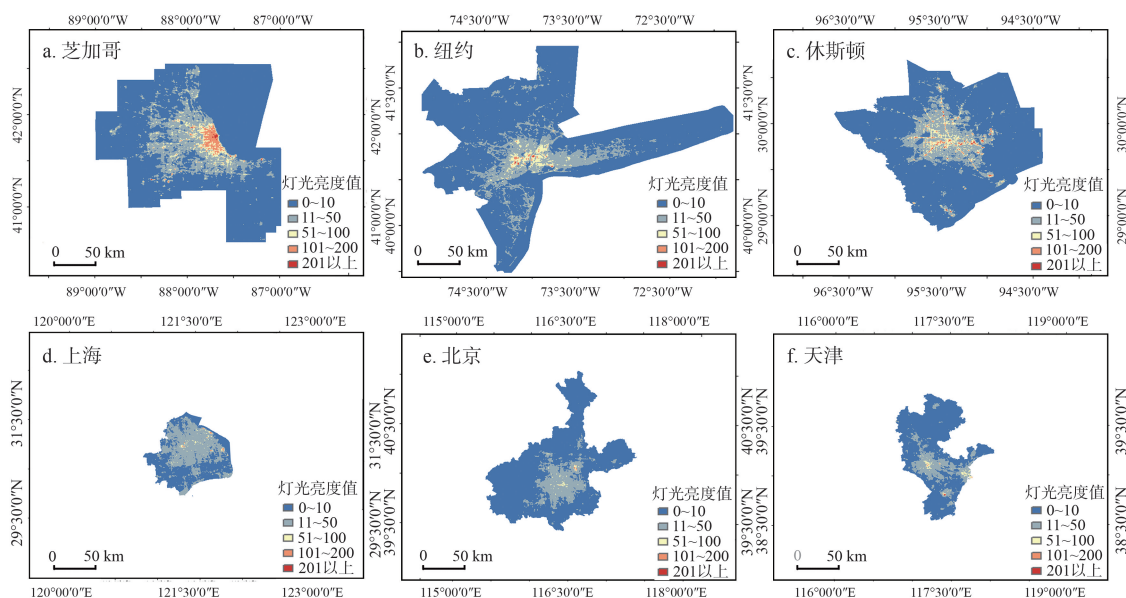 89°00′0″W 88°00′0″W 87°00′0″W
74°30′0″W 73°30′0″W 72°30′0″W
96°30′0″W 95°30′0″W 94°30′0″W
a. 芝加哥
42°00′0″N
41°00′0″N
灯光亮度值
0~10
11~50
51~100
101~200
201以上
0 50 km
42°00′0″N
41°00′0″N
b. 纽约
41°30′0″N
40°00′0″N
灯光亮度值
0~10
11~50
51~100
101~200
201以上
0 50 km
41°30′0″N
40°00′0″N
c. 休斯顿
30°00′0″N
29°00′0″N
灯光亮度值
0~10
11~50
51~100
101~200
201以上
0 50 km
30°00′0″N
29°00′0″N
89°00′0″W 88°00′0″W 87°00′0″W
74°30′0″W 73°30′0″W 72°30′0″W
96°30′0″W 95°30′0″W 94°30′0″W
120°00′0″E 121°30′0″E 123°00′0″E
115°00′0″E 116°30′0″E 118°00′0″E
116°00′0″E 117°30′0″E 119°00′0″E
d. 上海
31°30′0″N
29°30′0″N
灯光亮度值
0~10
11~50
51~100
101~200
201以上
0 50 km
31°30′0″N
29°30′0″N
e. 北京
40°30′0″N
39°30′0″N
灯光亮度值
0~10
11~50
51~100
101~200
201以上
0 50 km
40°30′0″N
39°30′0″N
f. 天津
39°30′0″N
38°30′0″N
灯光亮度值
0~10
11~50
51~100
101~200
201以上
0 50 km
39°30′0″N
38°30′0″N
120°00′0″E 121°30′0″E 123°00′0″E
115°00′0″E 116°30′0″E 118°00′0″E
116°00′0″E 117°30′0″E 119°00′0″E